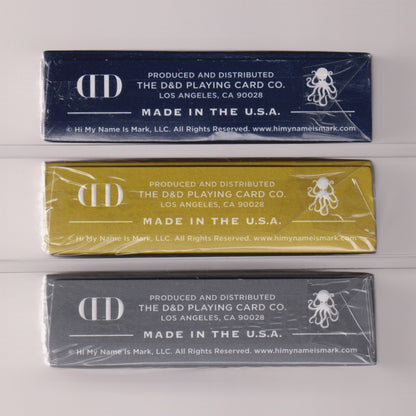 DD
PRODUCED AND DISTRIBUTED
THE D&D PLAYING CARD CO.
LOS ANGELES, CA 90028
MADE IN THE U.S.A.
© Hi My Name Is Mark, LLC. All Rights Reserved. www.himynameismark.com
DD
PRODUCED AND DISTRIBUTED
THE D&D PLAYING CARD CO.
LOS ANGELES, CA 90028
MADE IN THE U.S.A.
© Hi My Name Is Mark, LLC. All Rights Reserved. www.himynameismark.com
DD
PRODUCED AND DISTRIBUTED
THE D&D PLAYING CARD CO.
LOS ANGELES, CA 90028
MADE IN THE U.S.A.
© Hi My Name Is Mark, LLC. All Rights Reserved. www.himynameismark.com